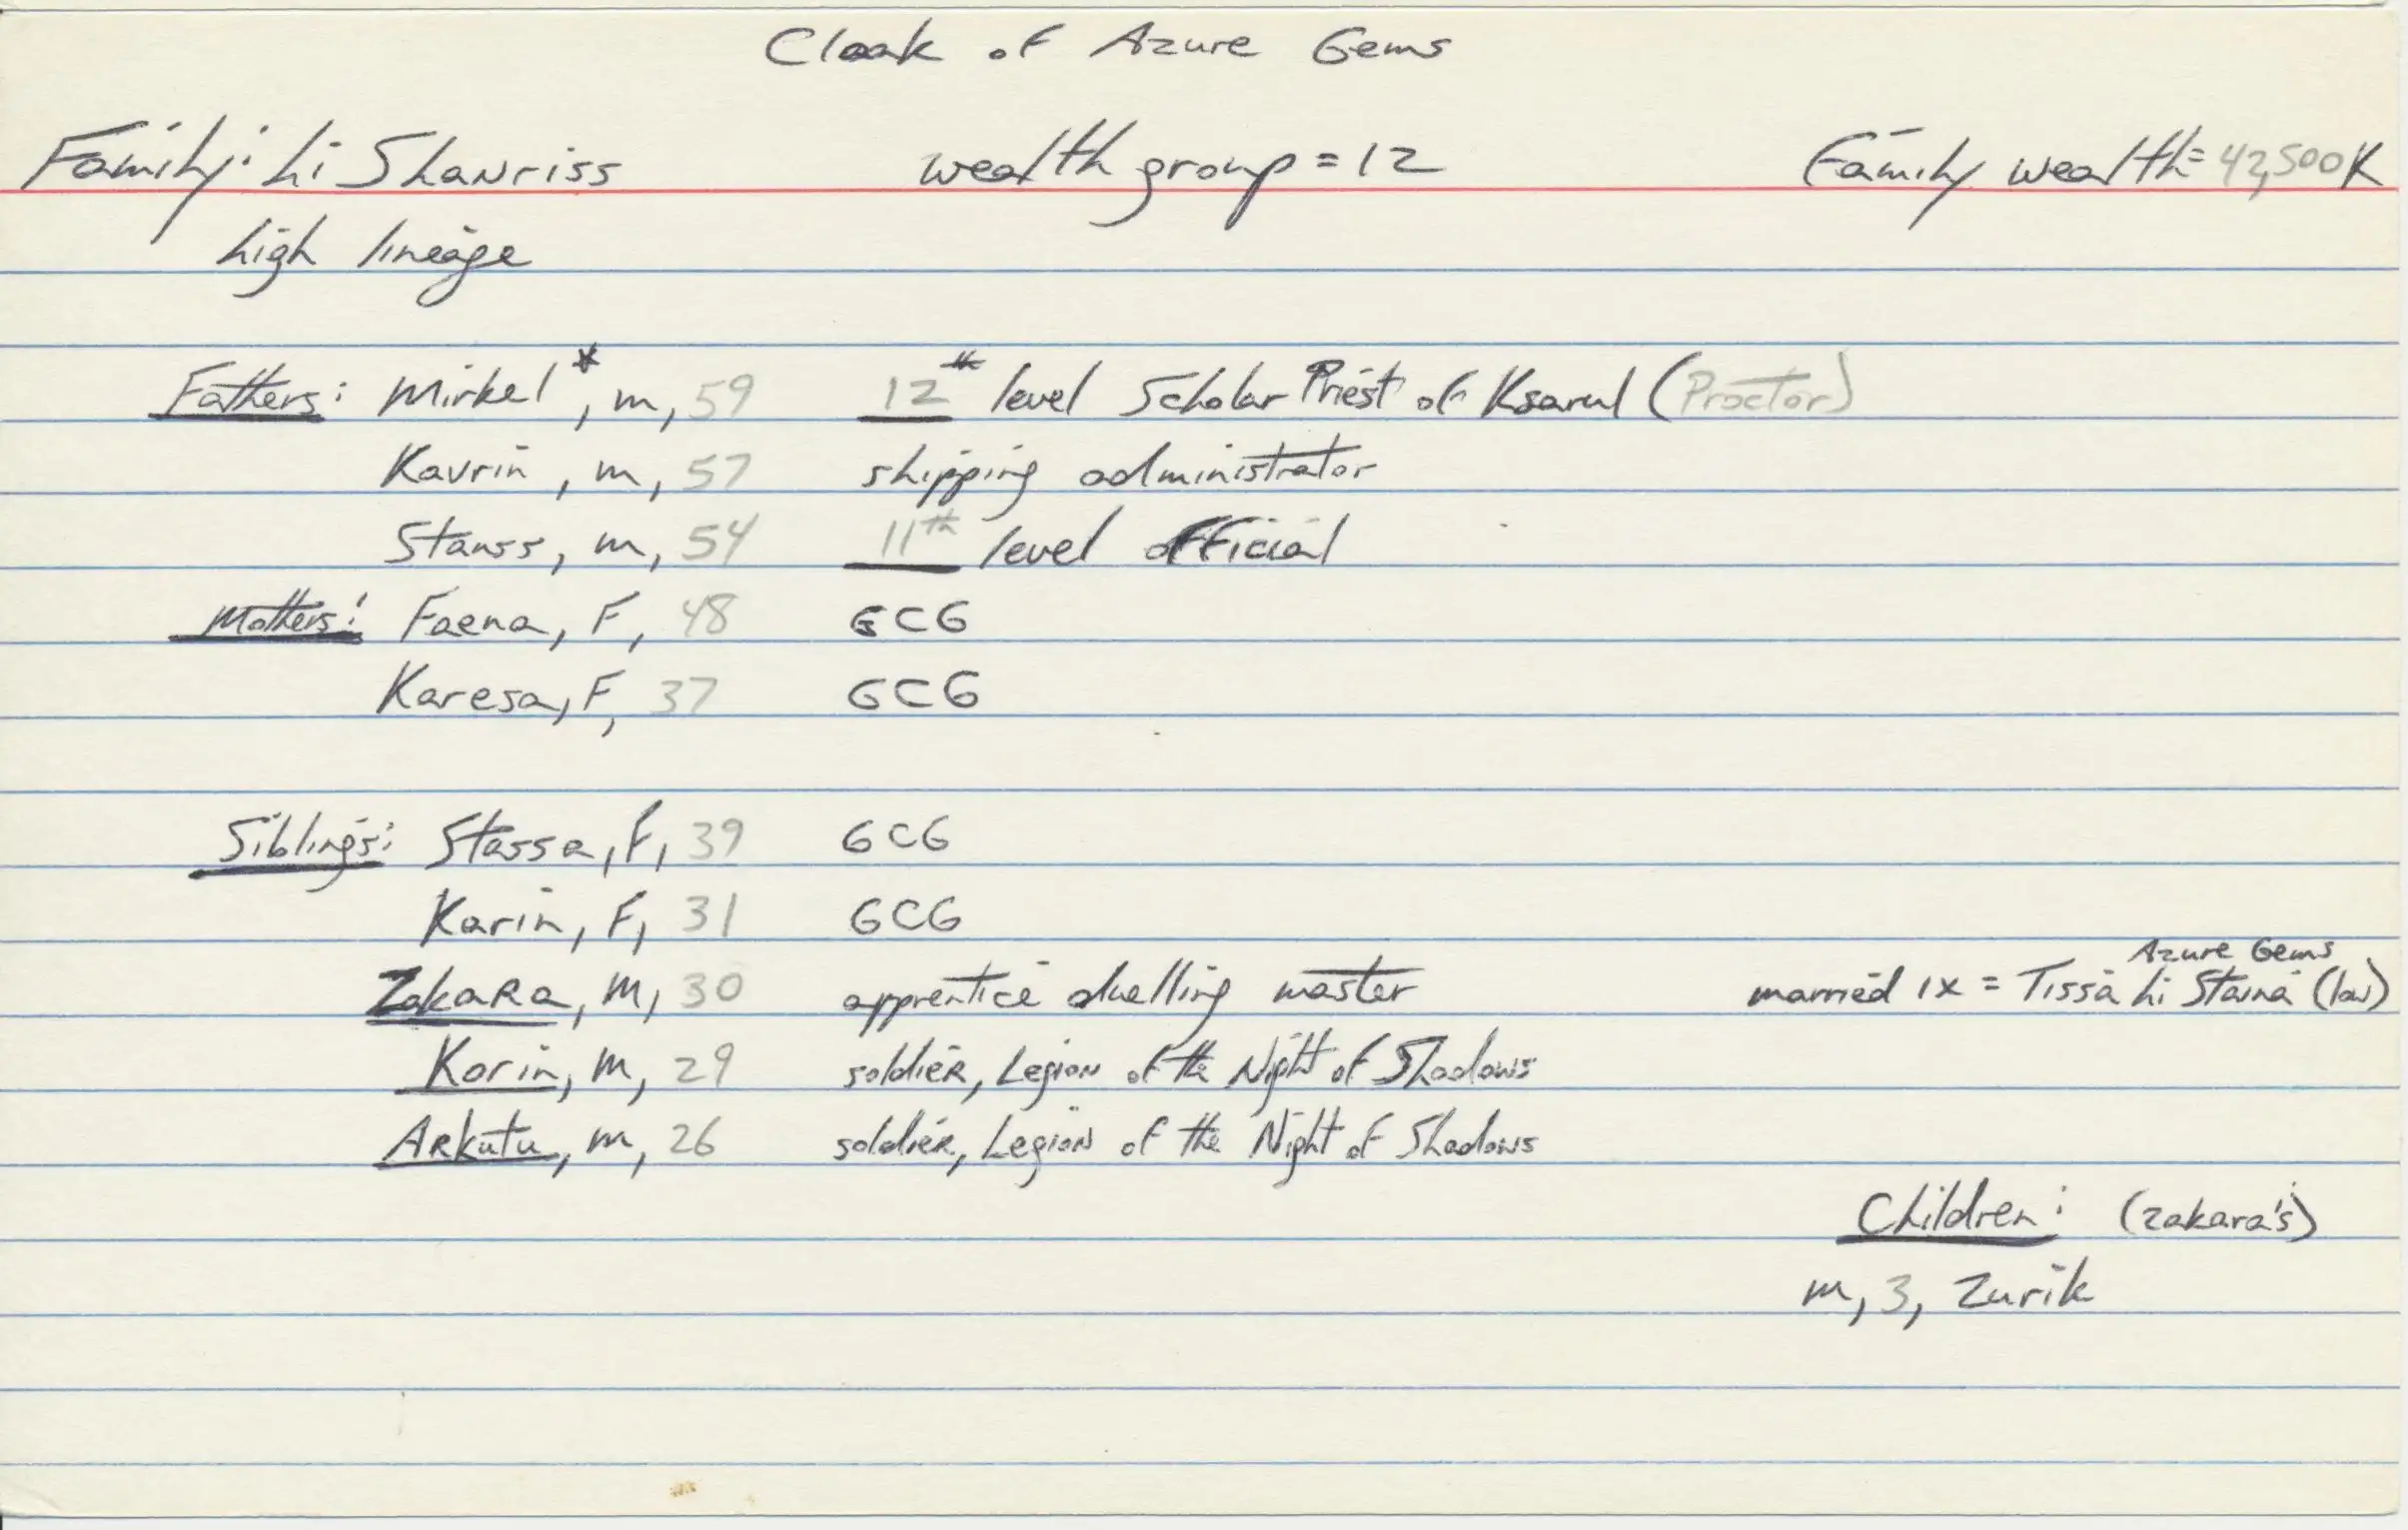 Cloak of Azure Gems
Family: hi Shanriss wealth group = 12 Family wealth = 42,500K
high lineage
Fathers: Mirkel*, m, 59 12th level Scholar Priest of Ksarul (Proctor)
Kavrin, m, 57 shipping administrator
Stanss, m, 54 11th level official
Mothers: Faena, F, 48 GCG
Karesa, F, 37 GCG
Siblings: Stassa, F, 39 GCG
Karin, F, 31 GCG
Azure Gems
Zakara, M, 30 apprentice duelling master married 1x = Tissa hi Starna (low)
Korin, M, 29 soldier, Legion of the Night of Shadows
Arkutu, m, 26 soldier, Legion of the Night of Shadows
Children: (Zakara's)
m, 3, Zurik